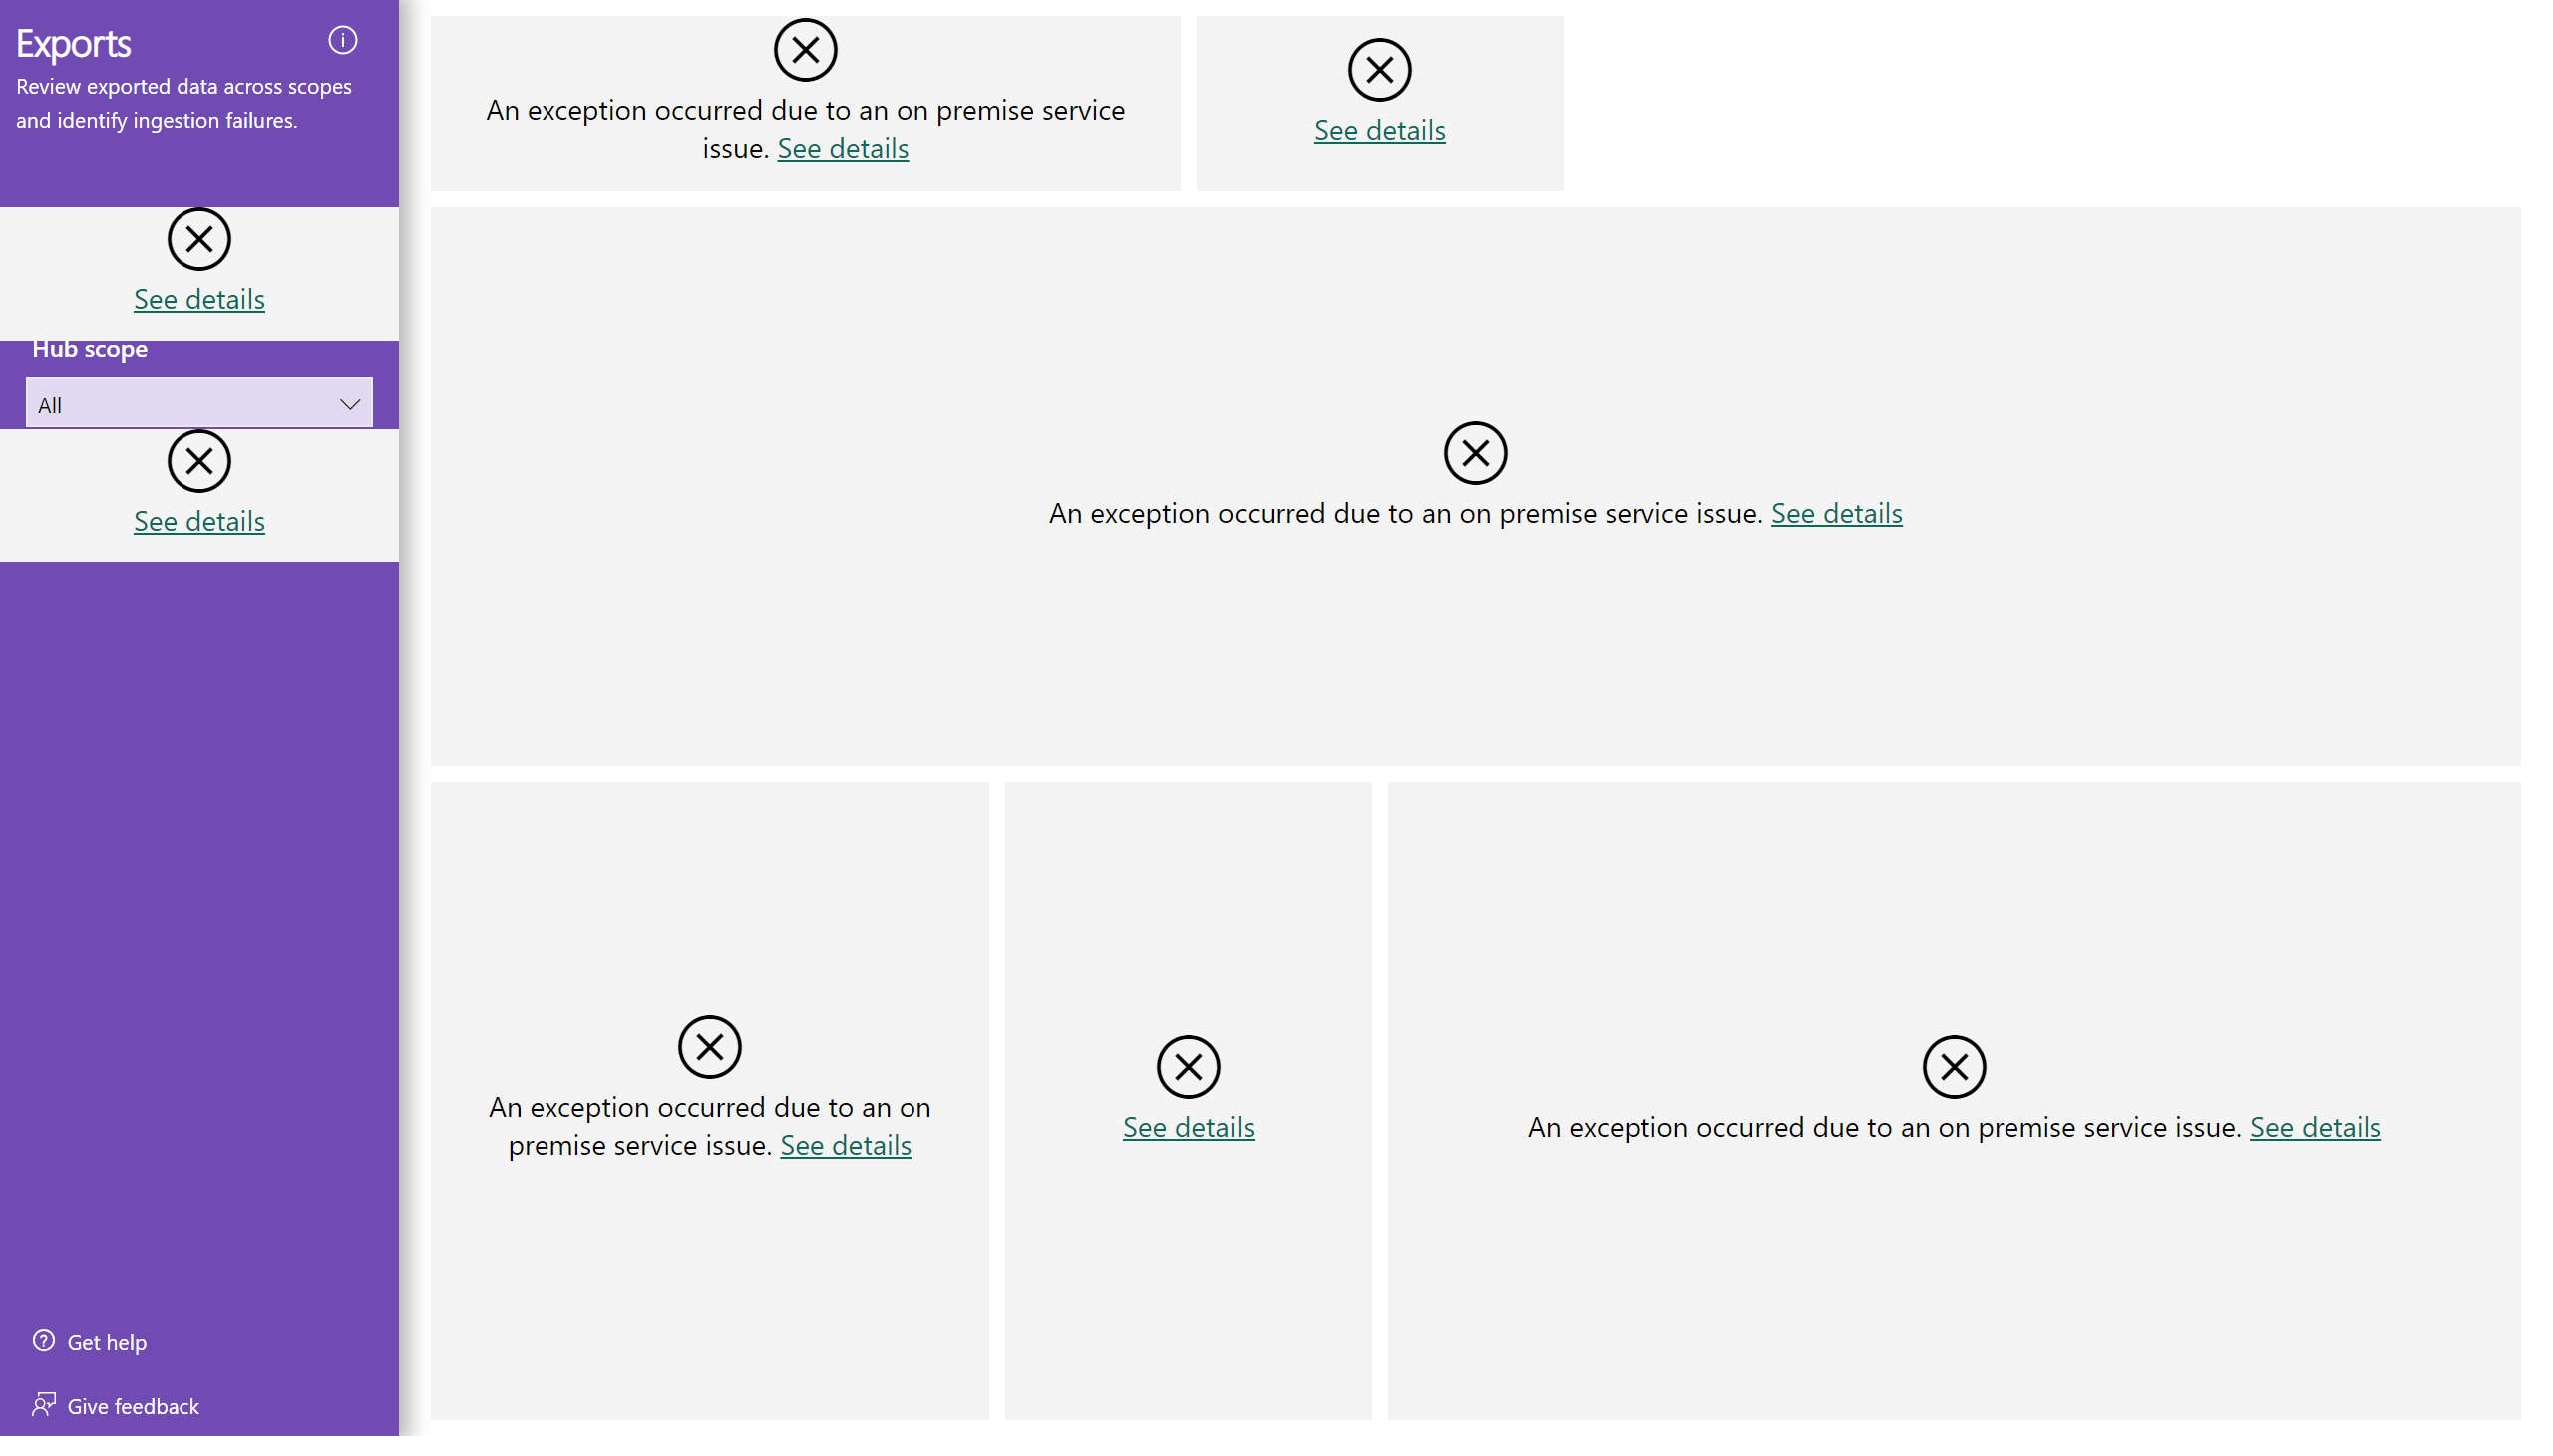 Exports
Review exported data across scopes
and identify ingestion failures.
See details
Hub scope
All
See details
Get help
Give feedback
An exception occurred due to an on premise service
issue. See details
See details
An exception occurred due to an on premise service issue. See details
An exception occurred due to an on
premise service issue. See details
See details
An exception occurred due to an on premise service issue. See details